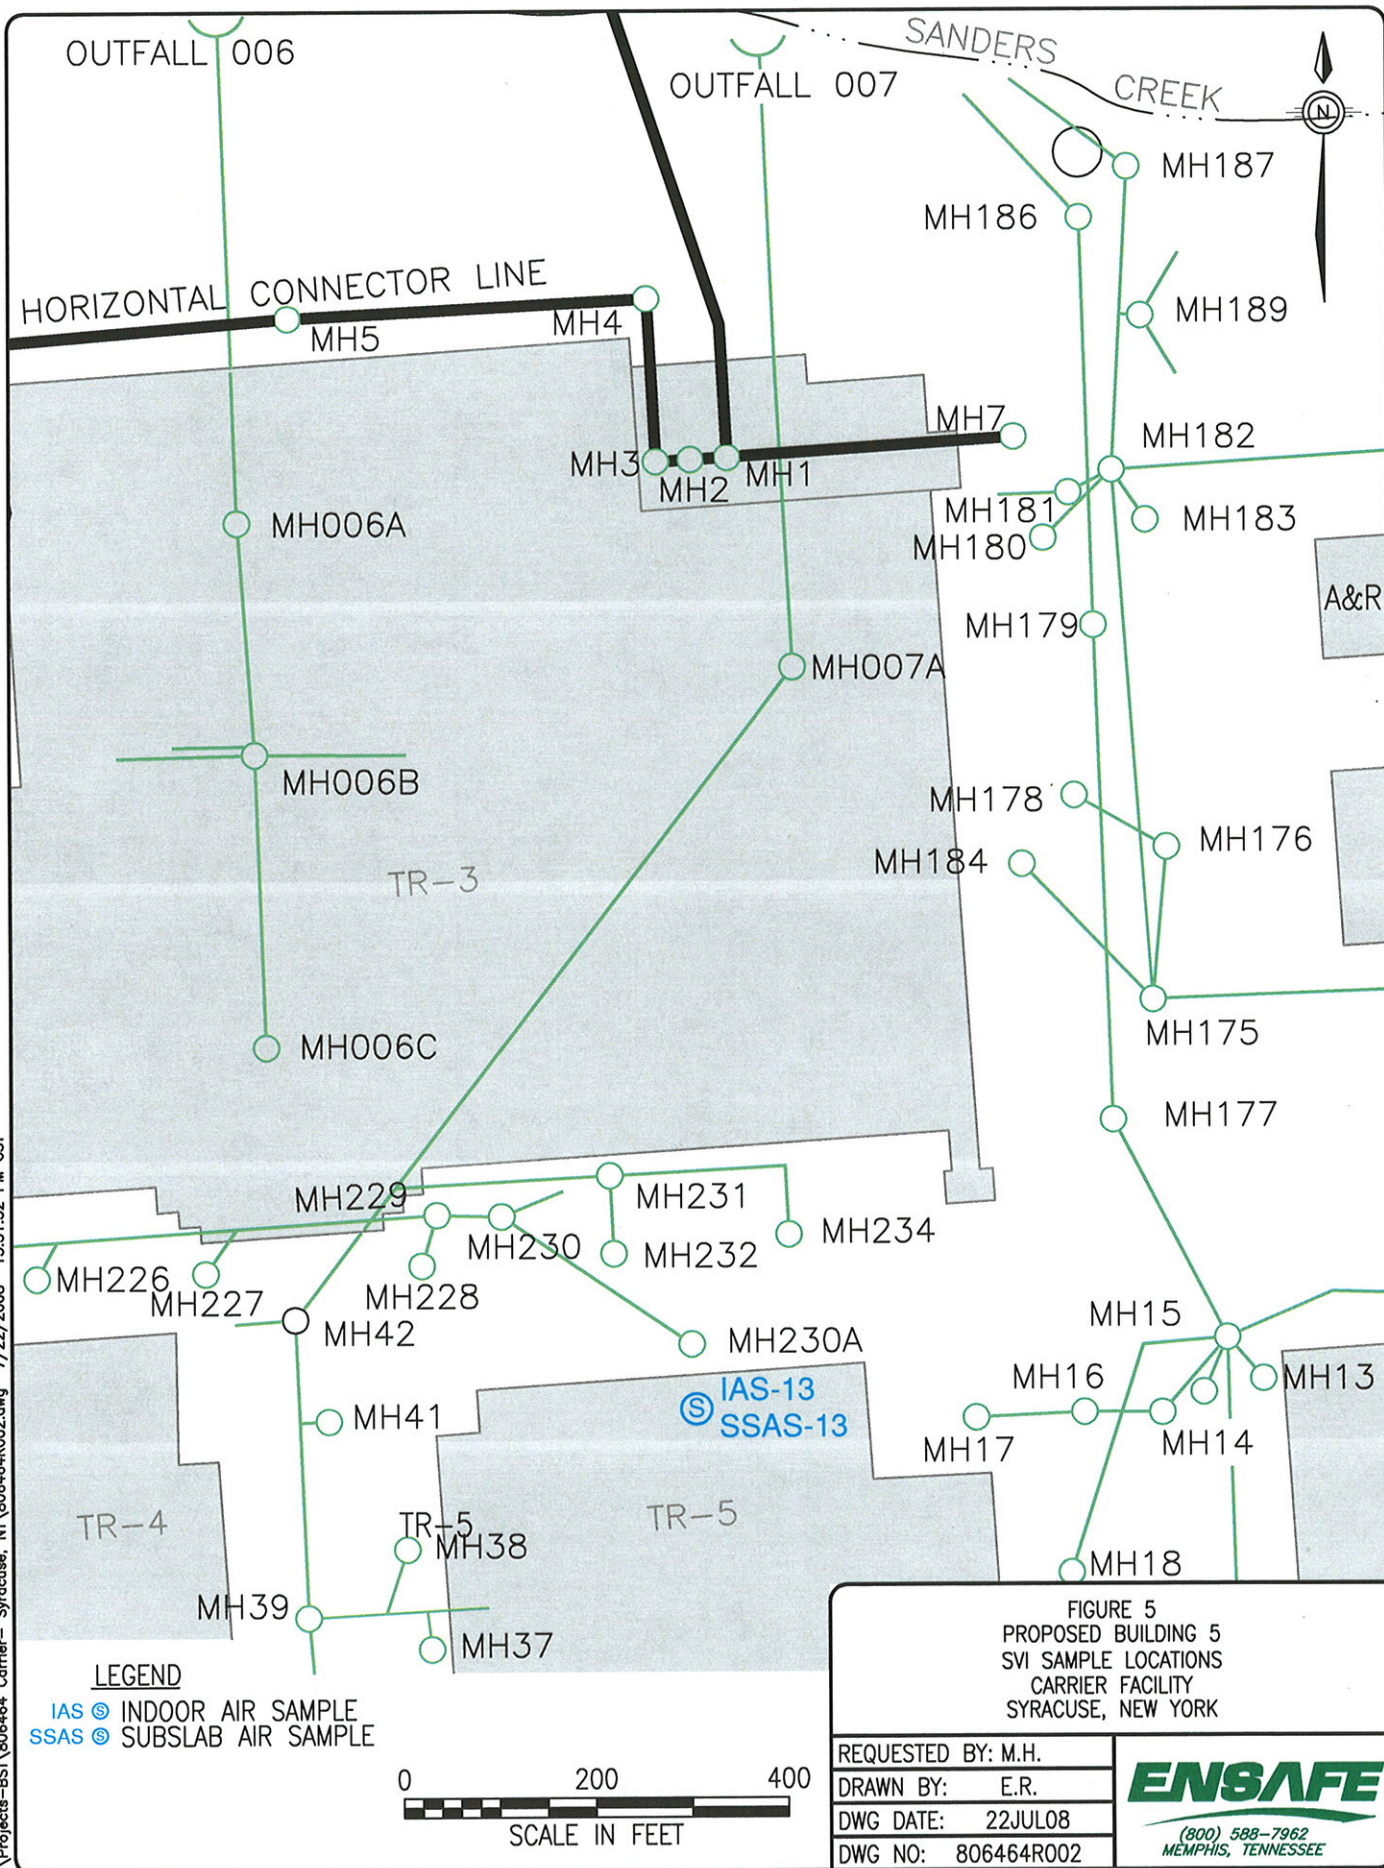 OUTFALL 006
OUTFALL 007
SANDERS
CREEK
N
MH187
MH186
HORIZONTAL CONNECTOR LINE
MH189
MH4
MH5
MH7
MH182
MH3
MH2
MH1
MH181
MH183
MH006A
MH180
A&R
MH179
MH007A
MH006B
MH178
MH176
MH184
TR-3
MH175
MH006C
MH177
MH229
MH231
MH230
MH232
MH234
MH226
MH227
MH228
MH42
MH230A
MH15
IAS-13
SSAS-13
S
MH16
MH13
MH41
MH17
MH14
TR-4
TR-5
MH38
TR-5
MH18
MH39
MH37
LEGEND
IAS S INDOOR AIR SAMPLE
SSAS S SUBSLAB AIR SAMPLE
0 200 400
SCALE IN FEET
FIGURE 5
PROPOSED BUILDING 5
SVI SAMPLE LOCATIONS
CARRIER FACILITY
SYRACUSE, NEW YORK
REQUESTED BY: M.H.
DRAWN BY: E.R.
DWG DATE: 22JUL08
DWG NO: 806464R002
ENSAFE
(800) 588-7962
MEMPHIS, TENNESSEE